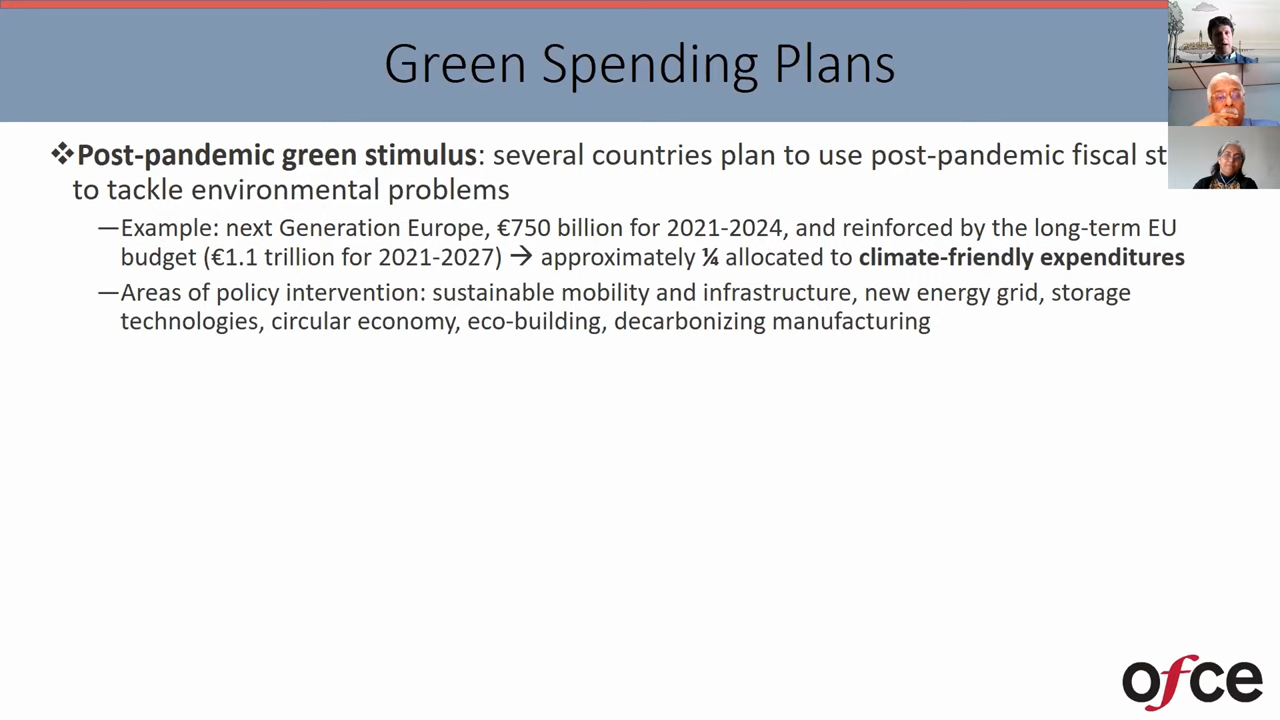 Green Spending Plans
❖Post-pandemic green stimulus: several countries plan to use post-pandemic fiscal
to tackle environmental problems
—Example: next Generation Europe, €750 billion for 2021-2024, and reinforced by the long-term EU
budget (€1.1 trillion for 2021-2027) → approximately ¼ allocated to climate-friendly expenditures
—Areas of policy intervention: sustainable mobility and infrastructure, new energy grid, storage
technologies, circular economy, eco-building, decarbonizing manufacturing
ofce